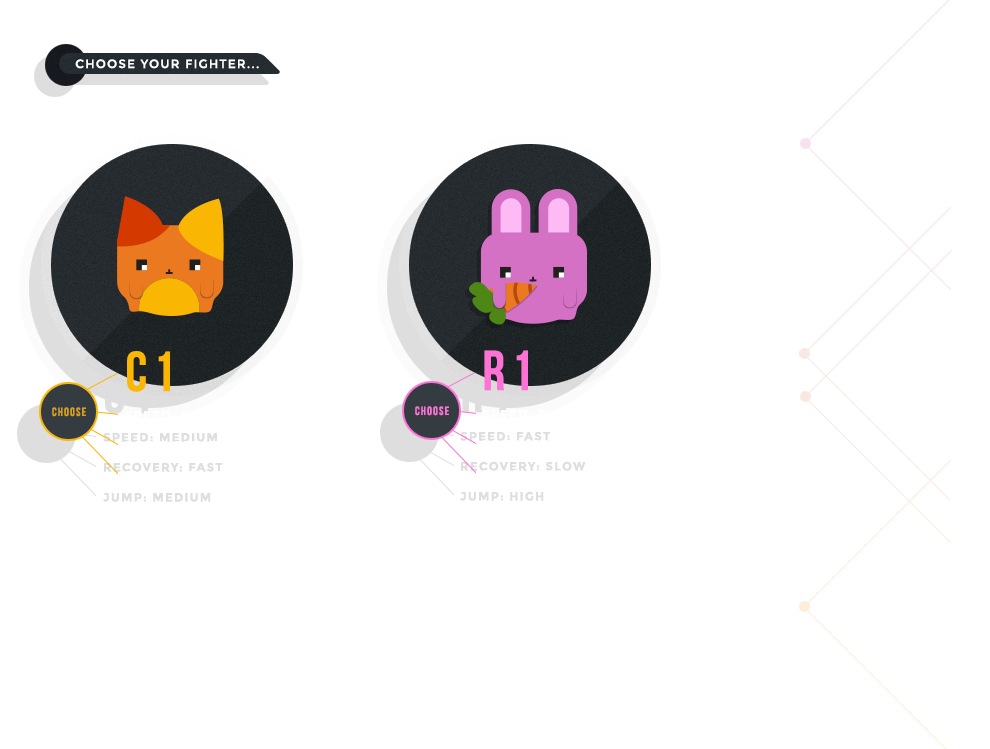 CHOOSE YOUR FIGHTER...
C1
CHOOSE
SPEED: MEDIUM
RECOVERY: FAST
JUMP: MEDIUM
R1
CHOOSE
SPEED: FAST
RECOVERY: SLOW
JUMP: HIGH